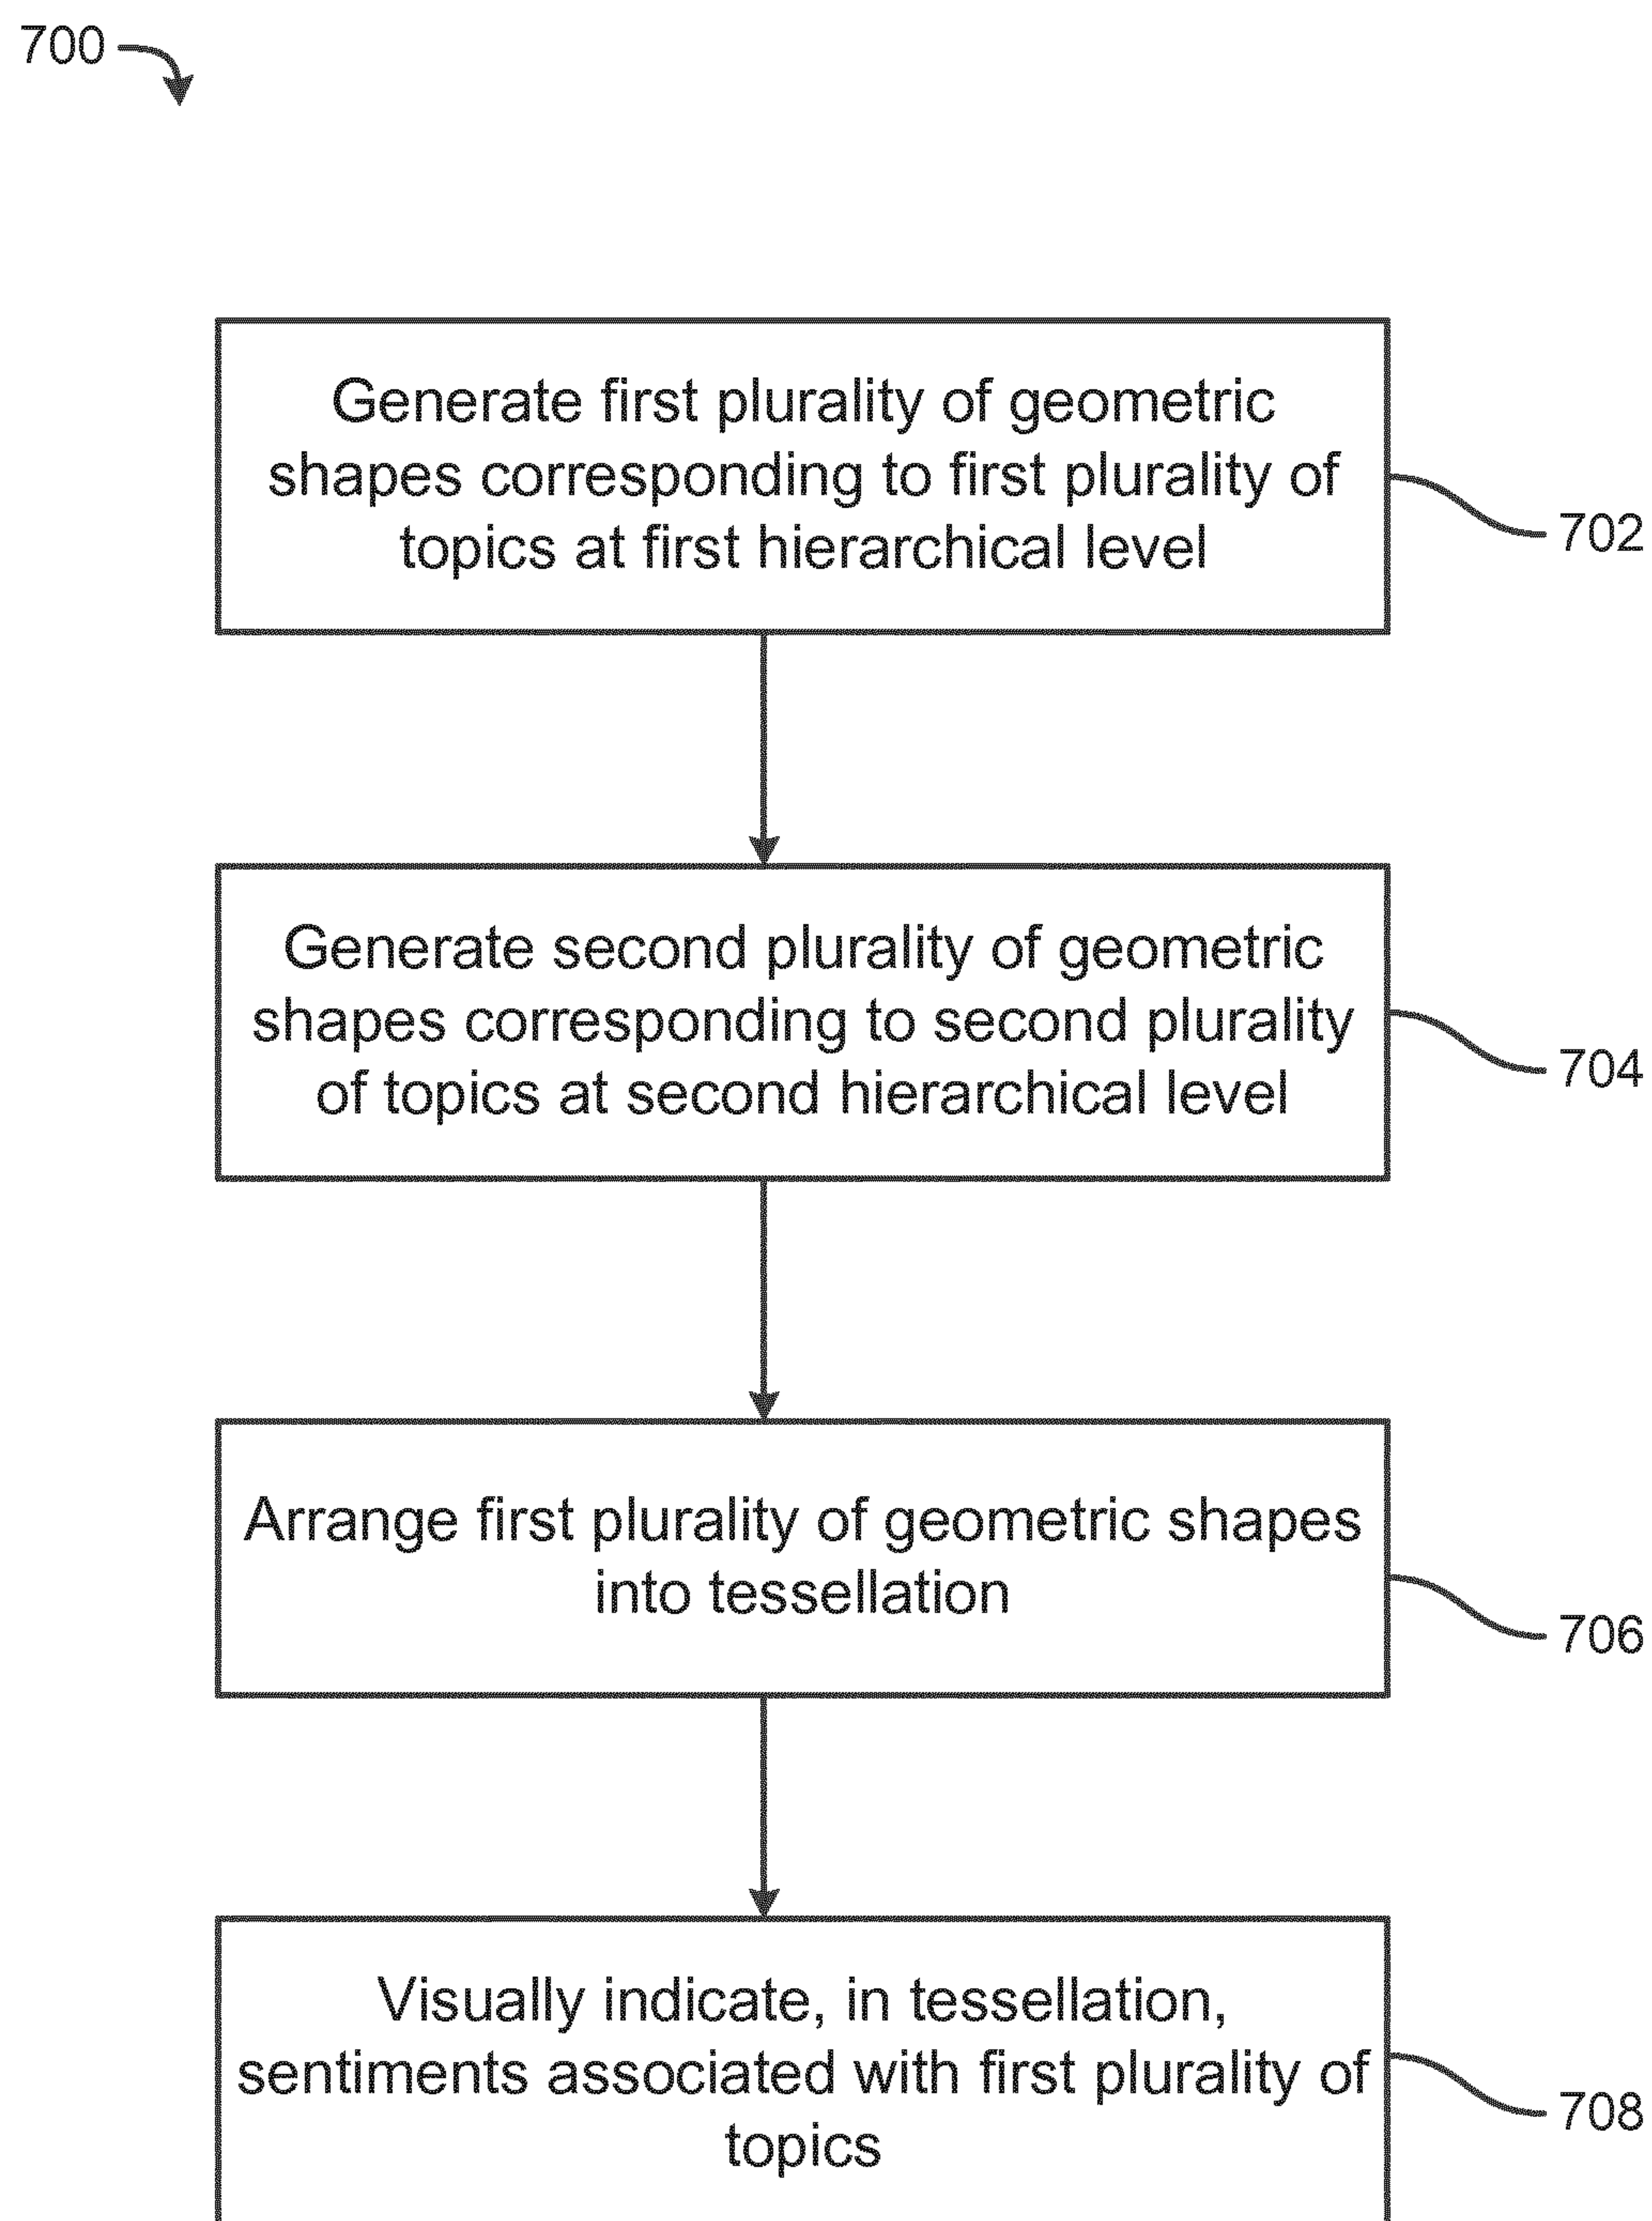 700
Generate first plurality of geometric
shapes corresponding to first plurality of
topics at first hierarchical level
702
Generate second plurality of geometric
shapes corresponding to second plurality
of topics at second hierarchical level
704
Arrange first plurality of geometric shapes
into tessellation
706
Visually indicate, in tessellation,
sentiments associated with first plurality of
topics
708